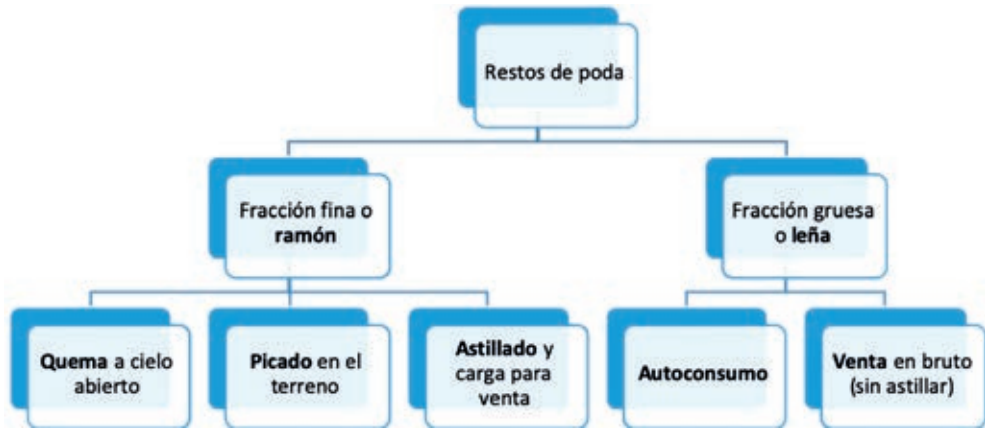 Restos de poda
Fracción fina o
ramón
Fracción gruesa
o leña
Quema a cielo
abierto
Picado en el
terreno
Astillado y
carga para
venta
Autoconsumo
Venta en bruto
(sin astillar)